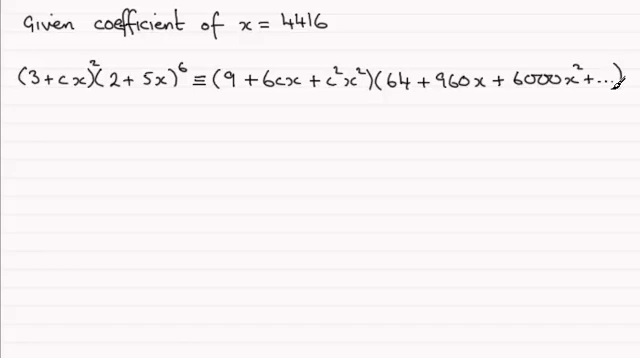 Given coefficient of x = 4416
(3 + cx)²(2 + 5x)⁶ ≡ (9 + 6cx + c²x²)(64 + 960x + 6000x² + ...)